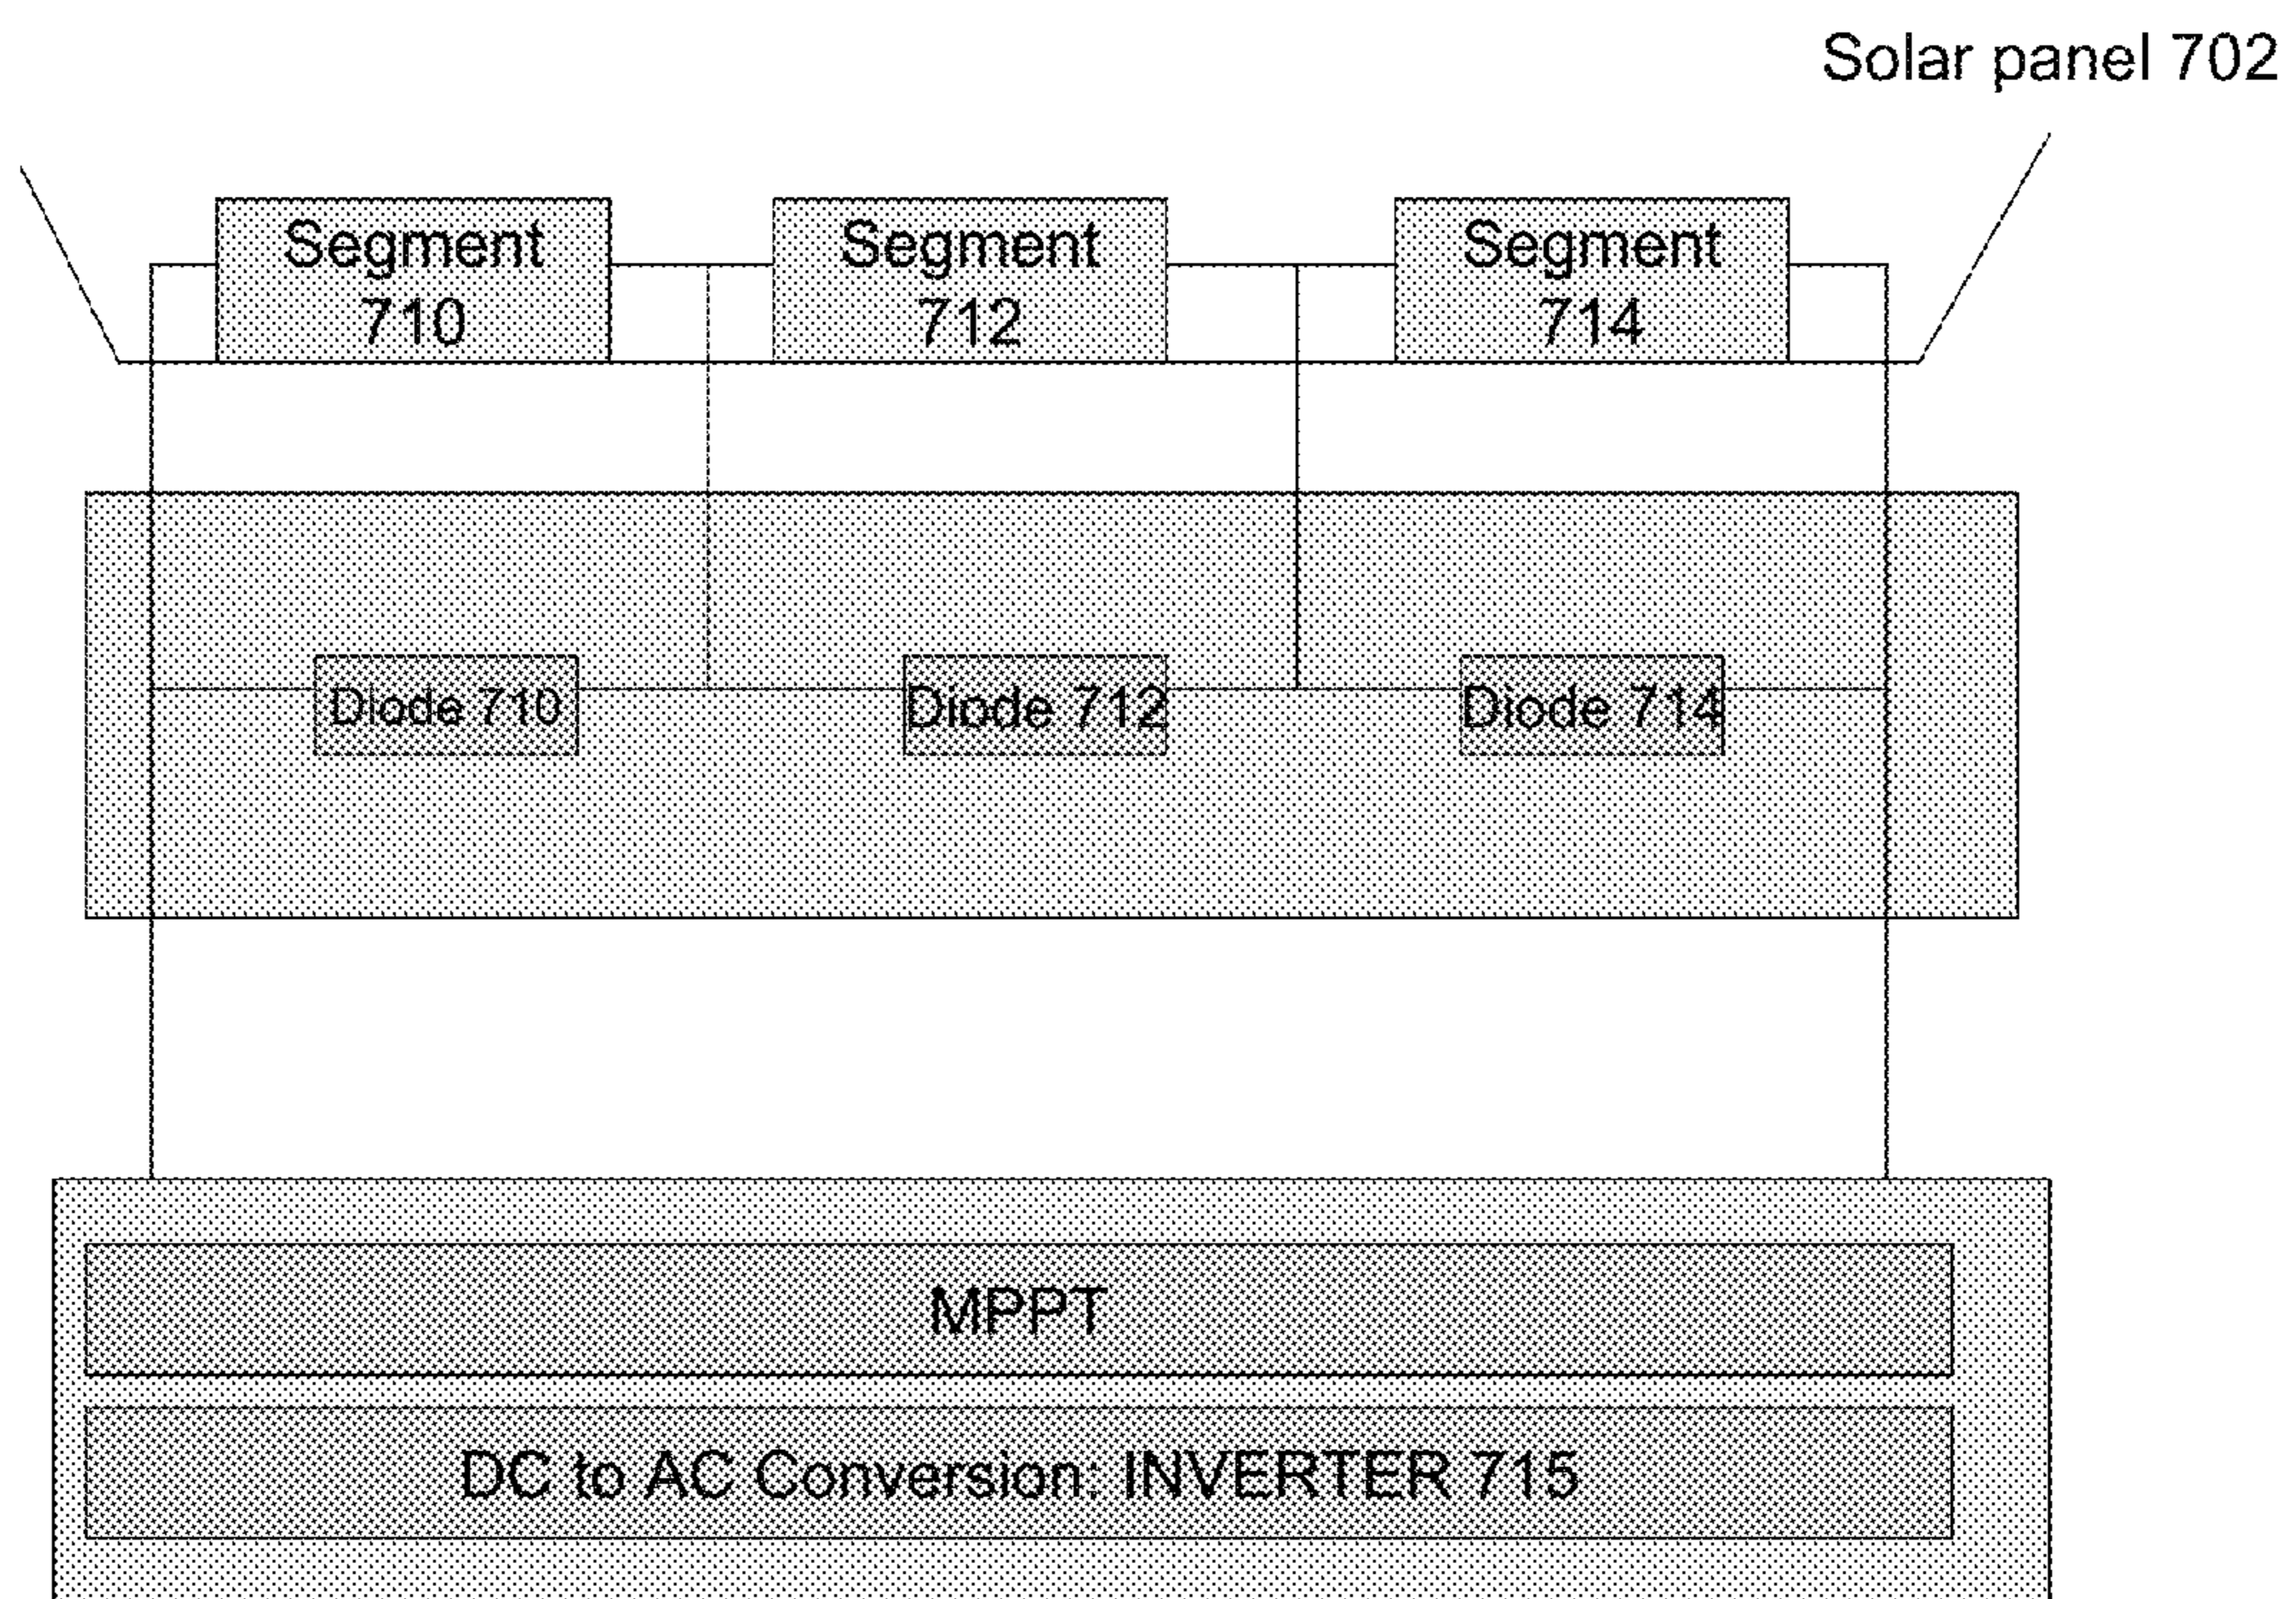 Solar panel 702
Segment
710
Segment
712
Segment
714
Diode 710
Diode 712
Diode 714
MPPT
DC to AC Conversion: INVERTER 715